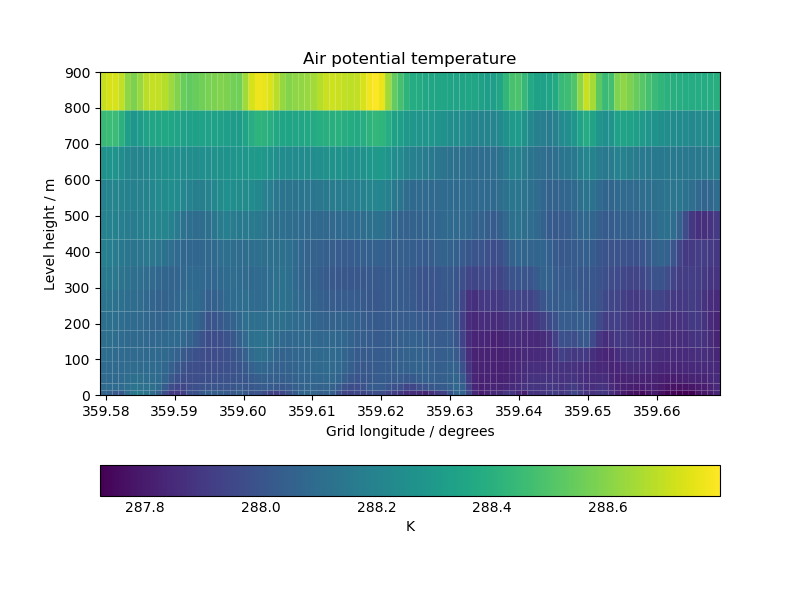 Air potential temperature
900
800
700
600
500
400
300
200
100
0
Level height / m
359.58 359.59 359.60 359.61 359.62 359.63 359.64 359.65 359.66
Grid longitude / degrees
287.8 288.0 288.2 288.4 288.6
K